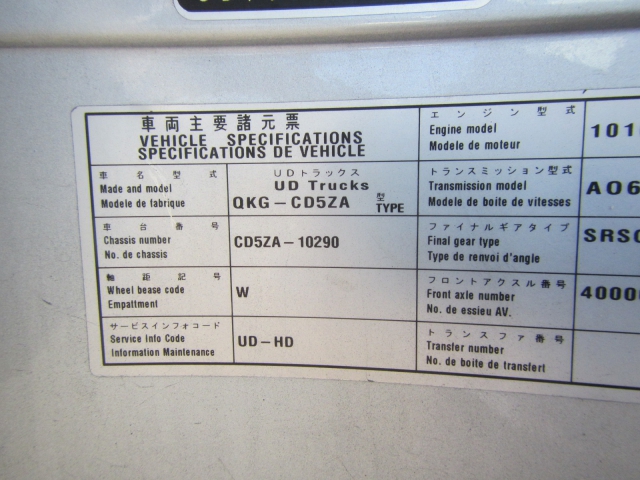 車両主要諸元票
VEHICLE SPECIFICATIONS
SPECIFICATIONS DE VEHICLE
車名型式
Made and model
Modele de fabrique
UDトラックス
UD Trucks
QKG-CD5ZA 型 TYPE
車台番号
Chassis number
No. de chassis
CD5ZA-10290
軸距記号
Wheel bease code
Empattment
W
サービスインフォコード
Service Info Code
Information Maintenance
UD-HD
エンジン型式
Engine model
Modele de moteur
101
トランスミッション型式
Transmission model
Modele de boite de vitesses
AO6
ファイナルギアタイプ
Final gear type
Type de renvoi d'angle
SRSO
フロントアクスル番号
Front axle number
No. de essieu AV.
4000
トランスファ番号
Transfer number
No. de boite de transfert